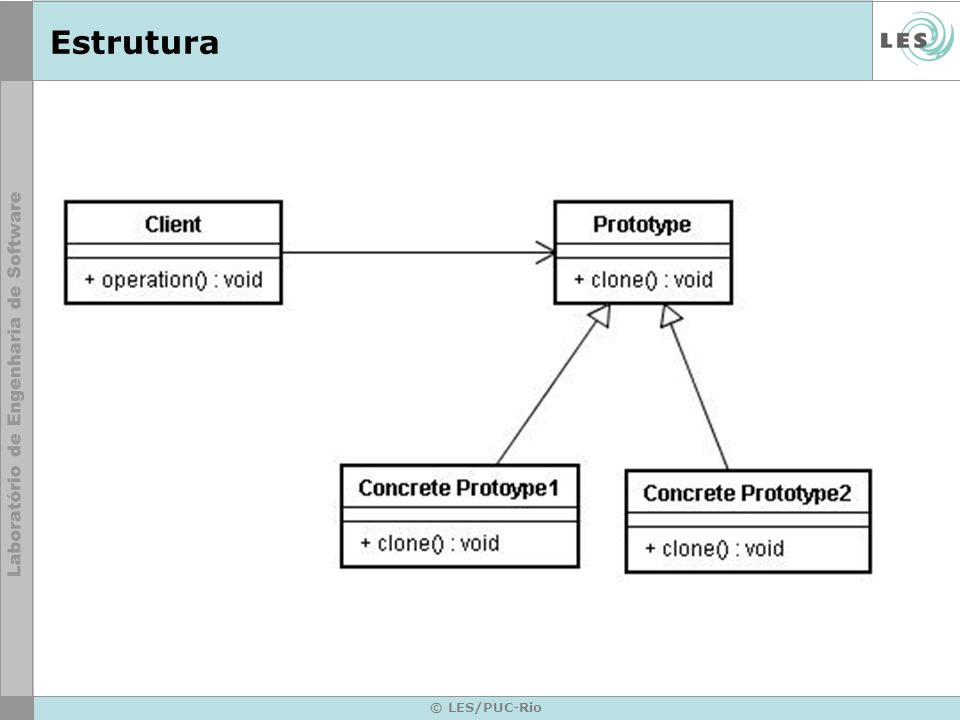 Estrutura
LES
Laboratório de Engenharia de Software
Client
+ operation() : void
Prototype
+ clone() : void
Concrete Protoype1
+ clone() : void
Concrete Prototype2
+ clone() : void
© LES/PUC-Rio